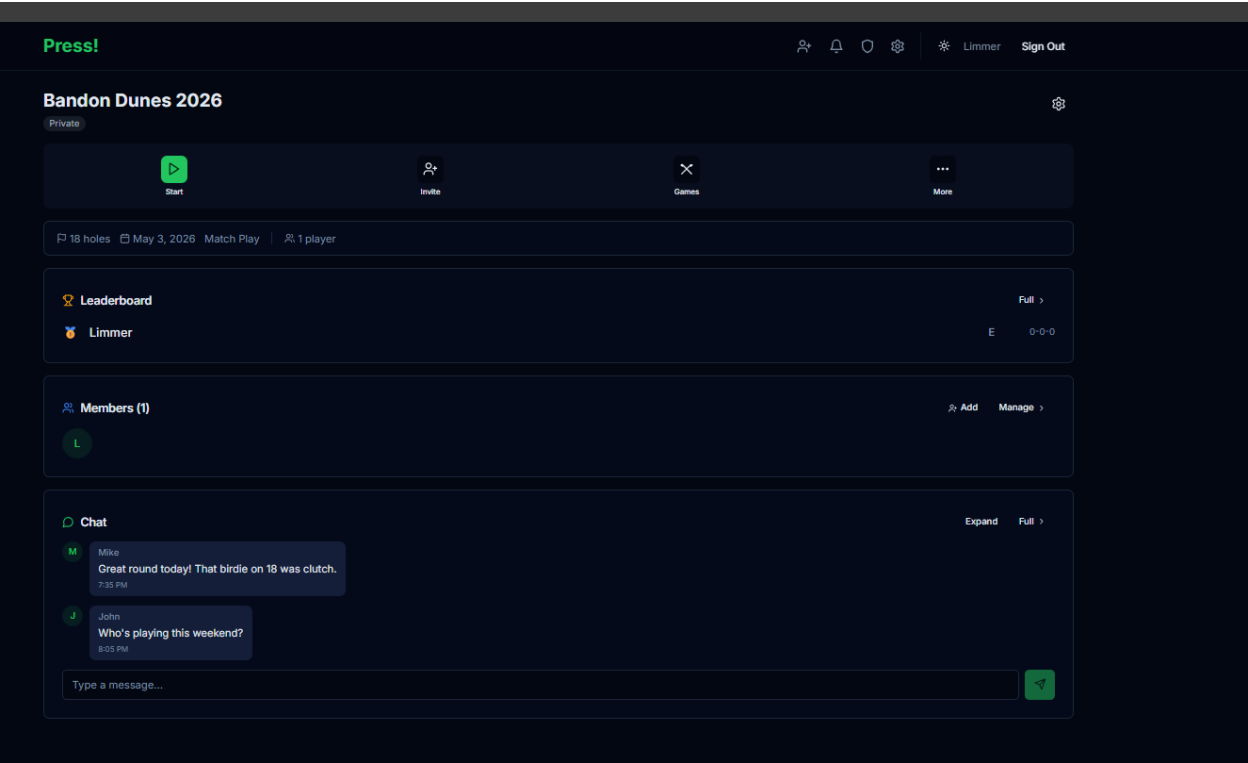 Press!
Limmer
Sign Out
Bandon Dunes 2026
Private
Start
Invite
Games
More
18 holes May 3, 2026 Match Play 1 player
Leaderboard
Full >
Limmer
E 0-0-0
Members (1)
Add Manage >
L
Chat
Expand Full >
M
Mike
Great round today! That birdie on 18 was clutch.
7:35 PM
J
John
Who's playing this weekend?
8:05 PM
Type a message...